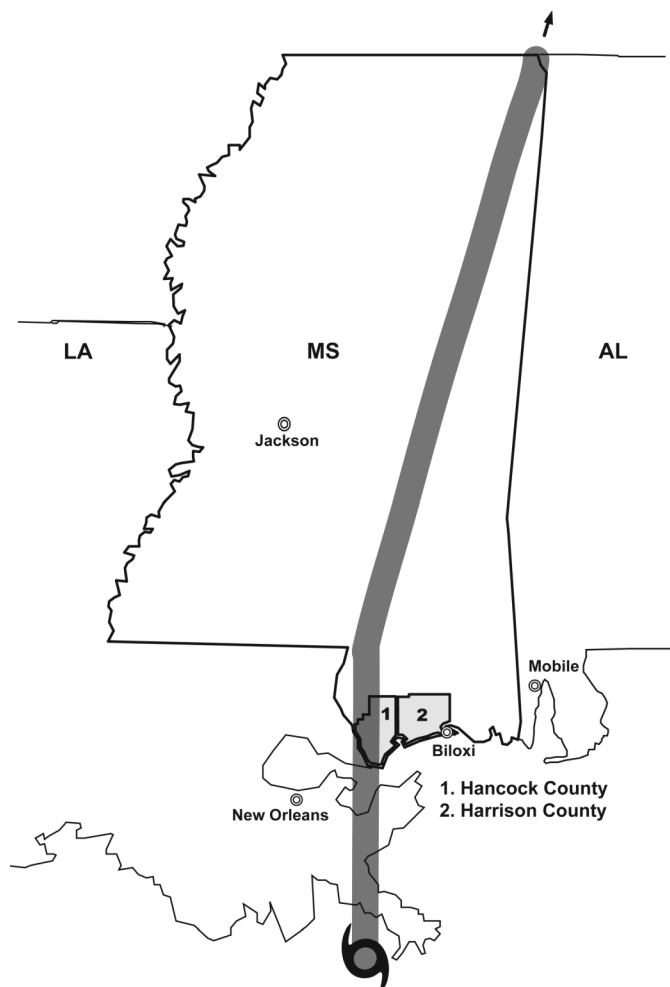 LA
MS
AL
Jackson
Mobile
1
2
Biloxi
1. Hancock County
2. Harrison County
New Orleans